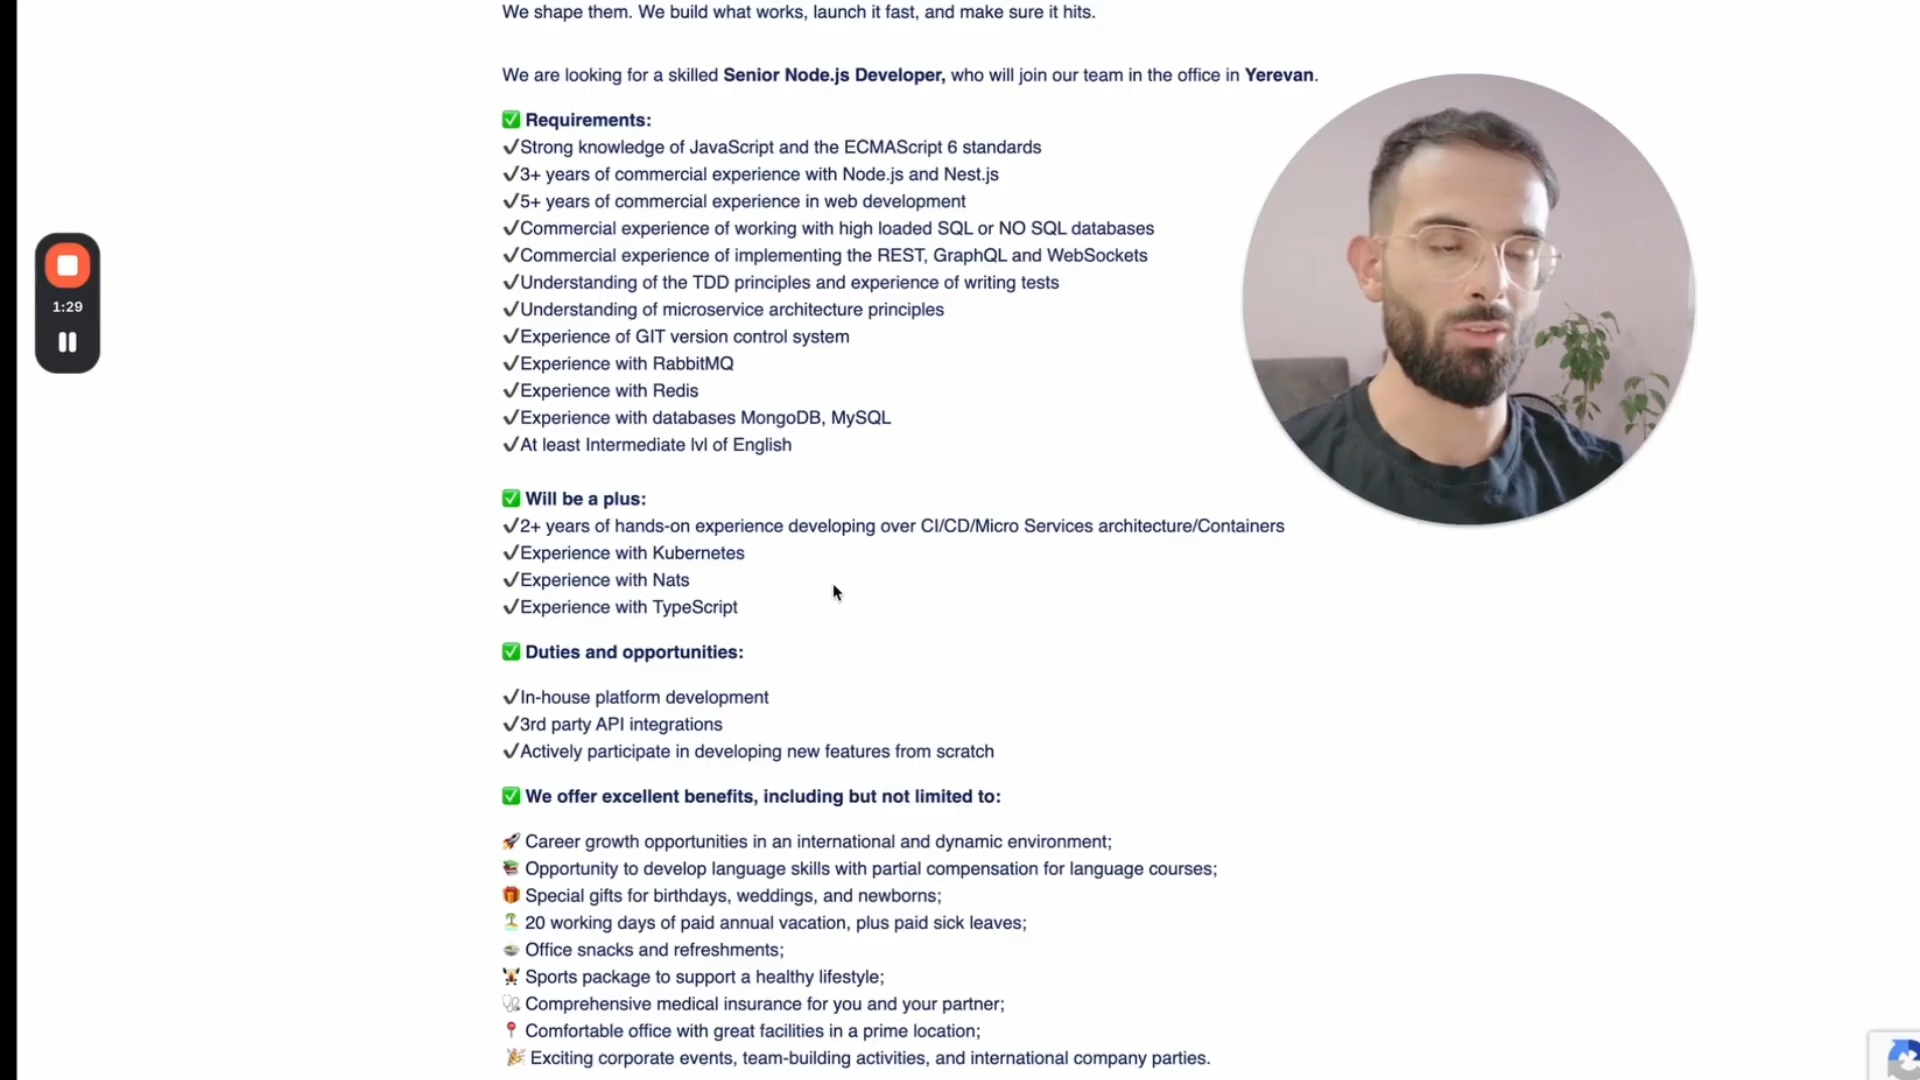 We shape them. We build what works, launch it fast, and make sure it hits.
We are looking for a skilled Senior Node.js Developer, who will join our team in the office in Yerevan.
✅ Requirements:
✔Strong knowledge of JavaScript and the ECMAScript 6 standards
✔3+ years of commercial experience with Node.js and Nest.js
✔5+ years of commercial experience in web development
✔Commercial experience of working with high loaded SQL or NO SQL databases
✔Commercial experience of implementing the REST, GraphQL and WebSockets
✔Understanding of the TDD principles and experience of writing tests
✔Understanding of microservice architecture principles
✔Experience of GIT version control system
✔Experience with RabbitMQ
✔Experience with Redis
✔Experience with databases MongoDB, MySQL
✔At least Intermediate lvl of English
1:29
✅ Will be a plus:
✔2+ years of hands-on experience developing over CI/CD/Micro Services architecture/Containers
✔Experience with Kubernetes
✔Experience with Nats
✔Experience with TypeScript
✅ Duties and opportunities:
✔In-house platform development
✔3rd party API integrations
✔Actively participate in developing new features from scratch
✅ We offer excellent benefits, including but not limited to:
🚀 Career growth opportunities in an international and dynamic environment;
📚 Opportunity to develop language skills with partial compensation for language courses;
🎁 Special gifts for birthdays, weddings, and newborns;
🏝 20 working days of paid annual vacation, plus paid sick leaves;
🍲 Office snacks and refreshments;
🏋 Sports package to support a healthy lifestyle;
🩺 Comprehensive medical insurance for you and your partner;
📍 Comfortable office with great facilities in a prime location;
🎉 Exciting corporate events, team-building activities, and international company parties.